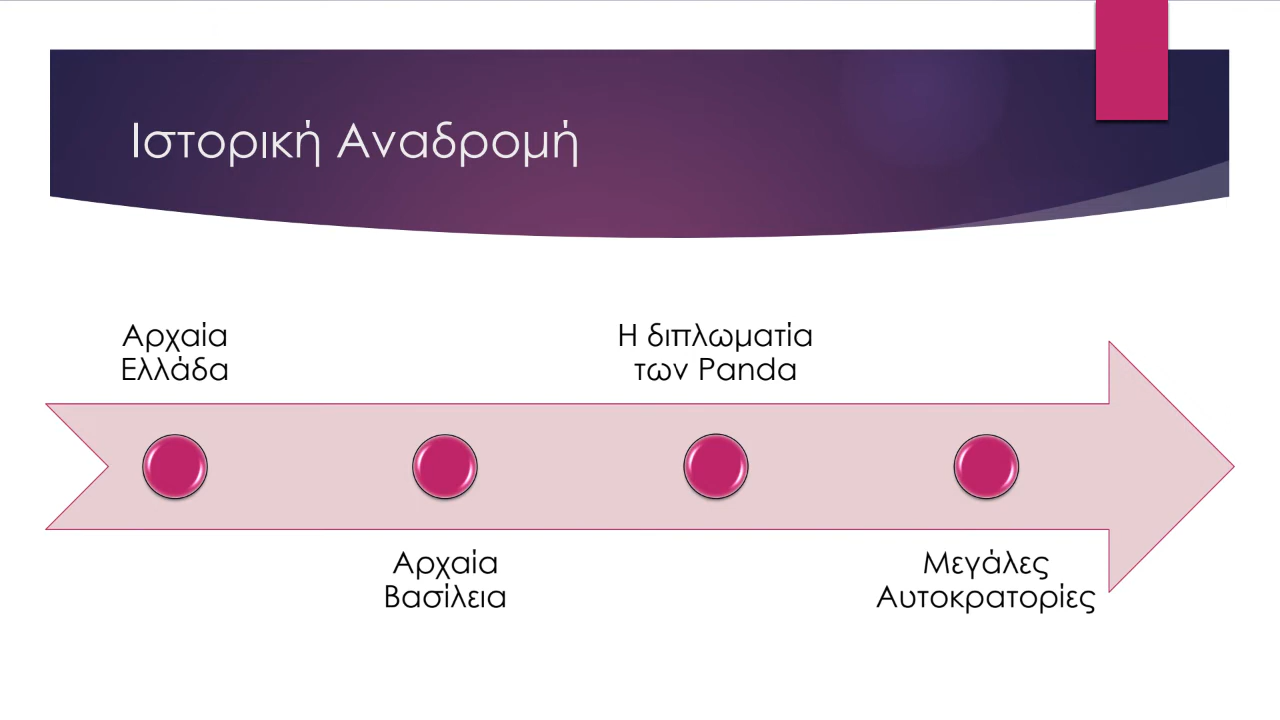 Ιστορική Αναδρομή
Αρχαία
Ελλάδα
Αρχαία
Βασίλεια
Η διπλωματία
των Panda
Μεγάλες
Αυτοκρατορίες